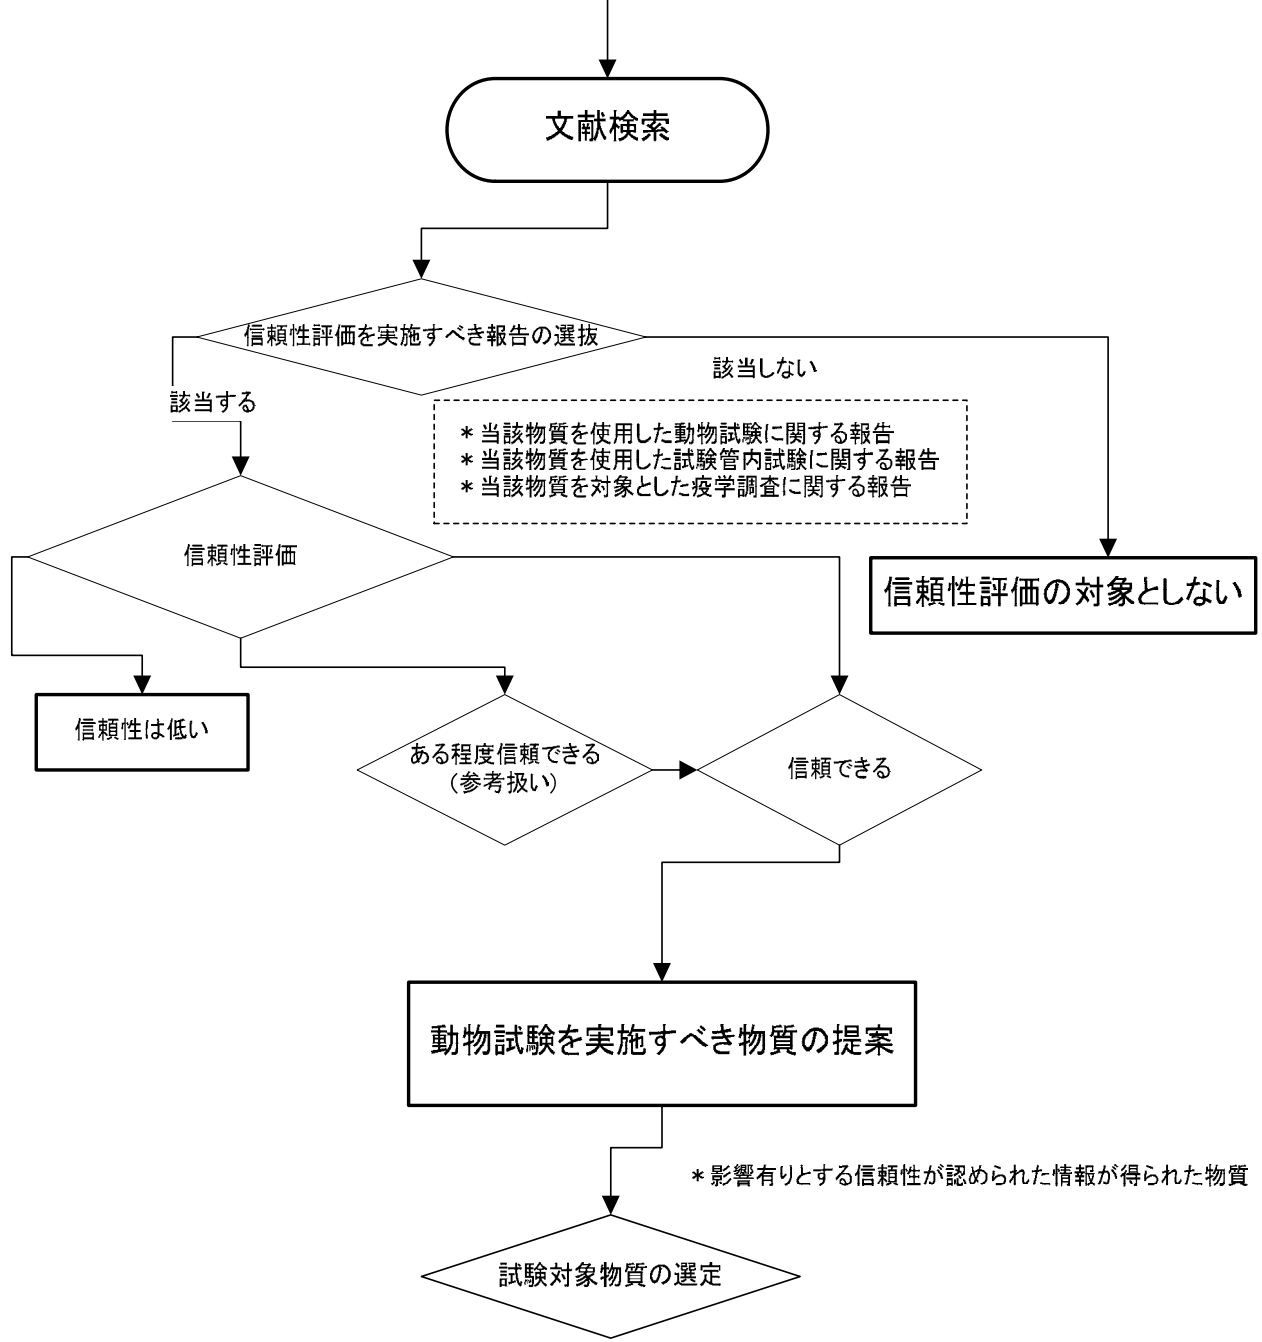 文献検索
信頼性評価を実施すべき報告の選抜
該当しない
該当する
＊当該物質を使用した動物試験に関する報告
＊当該物質を使用した試験管内試験に関する報告
＊当該物質を対象とした疫学調査に関する報告
信頼性評価
信頼性評価の対象としない
信頼性は低い
ある程度信頼できる
（参考扱い）
信頼できる
動物試験を実施すべき物質の提案
＊影響有りとする信頼性が認められた情報が得られた物質
試験対象物質の選定